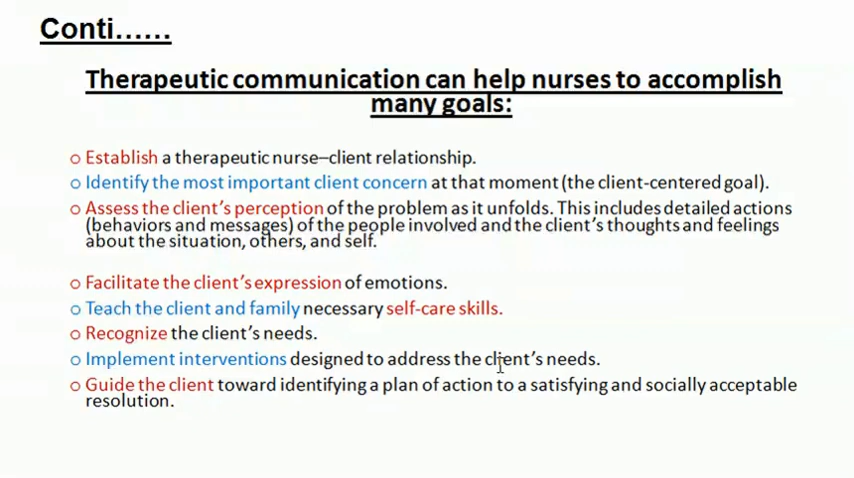 Conti……
Therapeutic communication can help nurses to accomplish
many goals:
o Establish a therapeutic nurse–client relationship.
o Identify the most important client concern at that moment (the client-centered goal).
o Assess the client's perception of the problem as it unfolds. This includes detailed actions
(behaviors and messages) of the people involved and the client's thoughts and feelings
about the situation, others, and self.
o Facilitate the client's expression of emotions.
o Teach the client and family necessary self-care skills.
o Recognize the client's needs.
o Implement interventions designed to address the client's needs.
o Guide the client toward identifying a plan of action to a satisfying and socially acceptable
resolution.